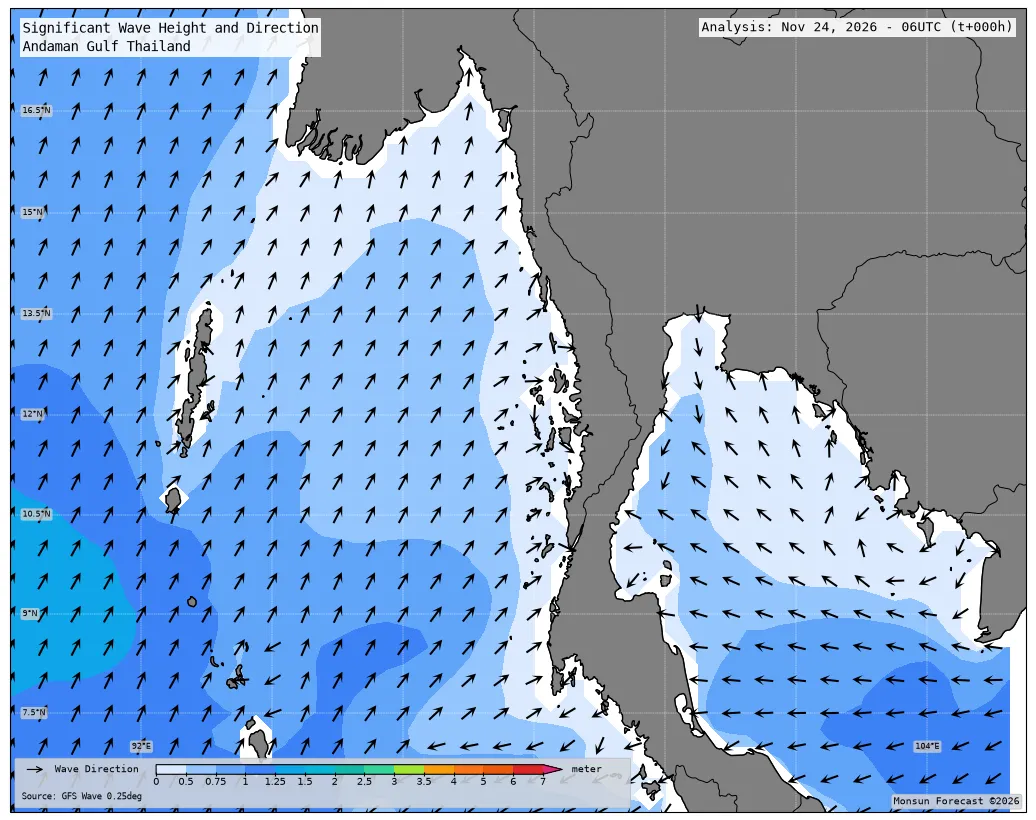 Significant Wave Height and Direction
Andaman Gulf Thailand
Analysis: Nov 24, 2026 - 06UTC (t+000h)
16.5°N
15°N
13.5°N
12°N
10.5°N
9°N
7.5°N
92°E
104°E
Wave Direction
meter
0 0.5 0.75 1 1.25 1.5 2 2.5 3 3.5 4 5 6 7
Source: GFS Wave 0.25deg
Monsun Forecast ©2026